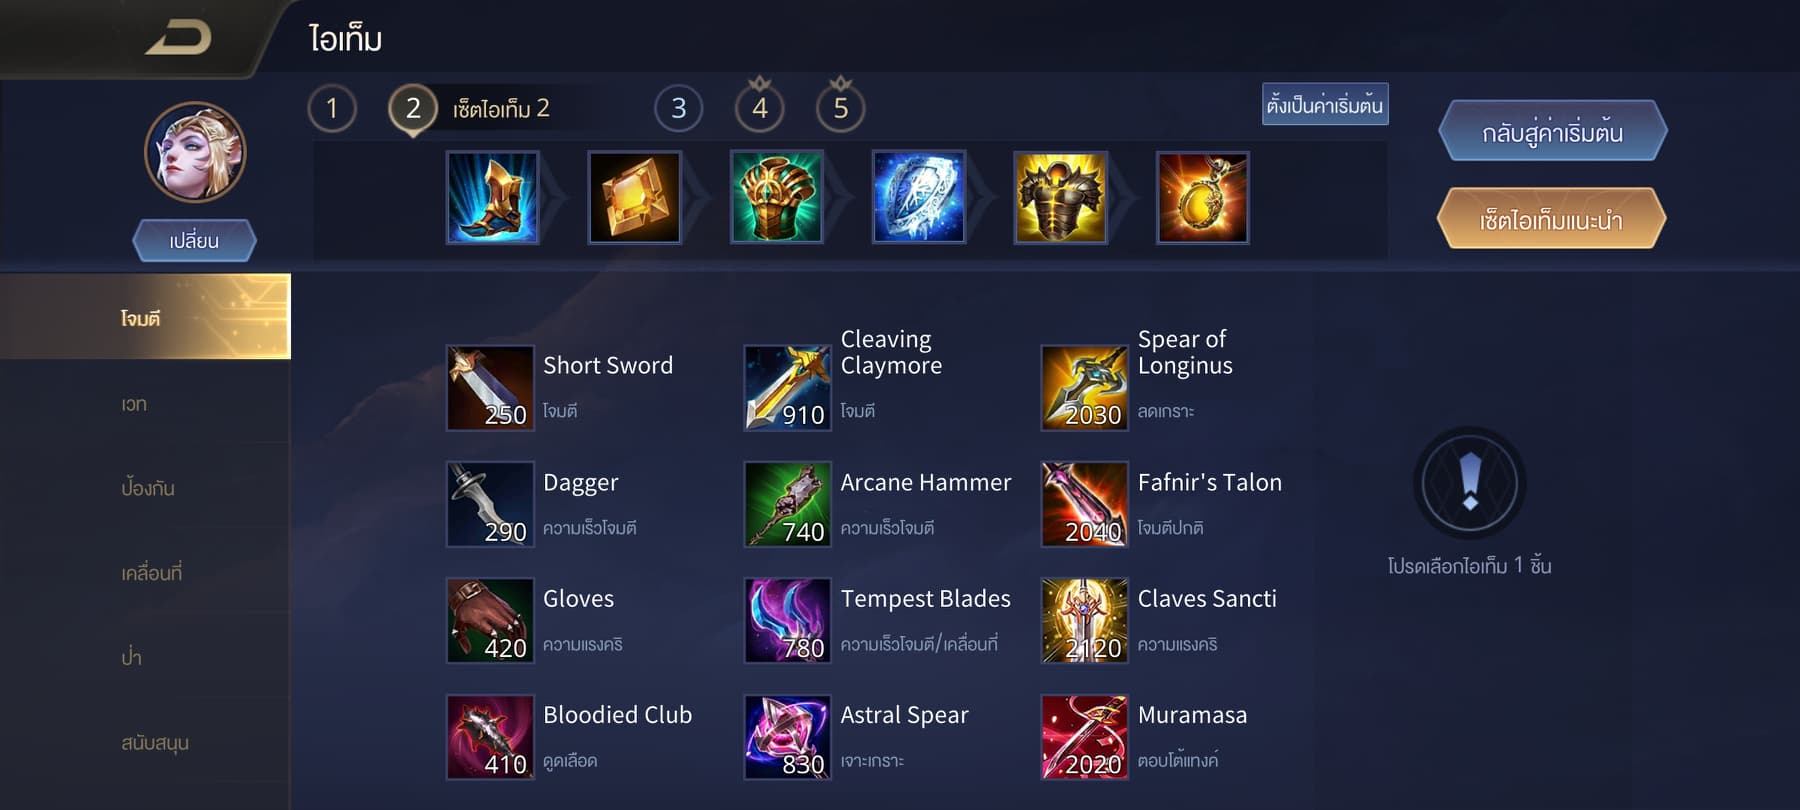 ไอเท็ม
1
2
เซ็ตไอเท็ม 2
3
4
5
ตั้งเป็นค่าเริ่มต้น
กลับสู่ค่าเริ่มต้น
เปลี่ยน
เซ็ตไอเท็มแนะนำ
โจมตี
เวท
ป้องกัน
เคลื่อนที่
ป่า
สนับสนุน
Short Sword
250
โจมตี
Cleaving
Claymore
910
โจมตี
Spear of
Longinus
2030
ลดเกราะ
Dagger
290
ความเร็วโจมตี
Arcane Hammer
740
ความเร็วโจมตี
Fafnir's Talon
2040
โจมตีปกติ
Gloves
420
ความแรงคริ
Tempest Blades
780
ความเร็วโจมตี/เคลื่อนที่
Claves Sancti
2120
ความแรงคริ
Bloodied Club
410
ดูดเลือด
Astral Spear
830
เจาะเกราะ
Muramasa
2020
ตอบโต้แทงค์
โปรดเลือกไอเท็ม 1 ชิ้น